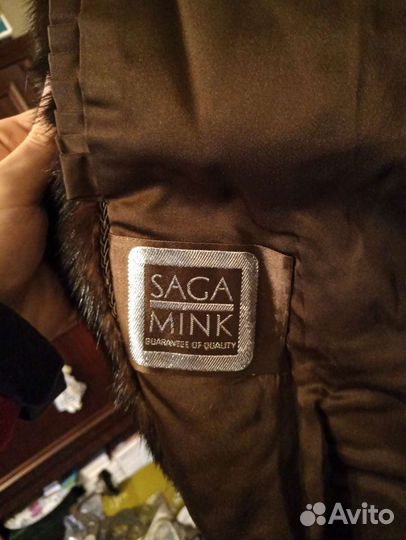 SAGA
MINK
GUARANTEE OF QUALITY
Avito